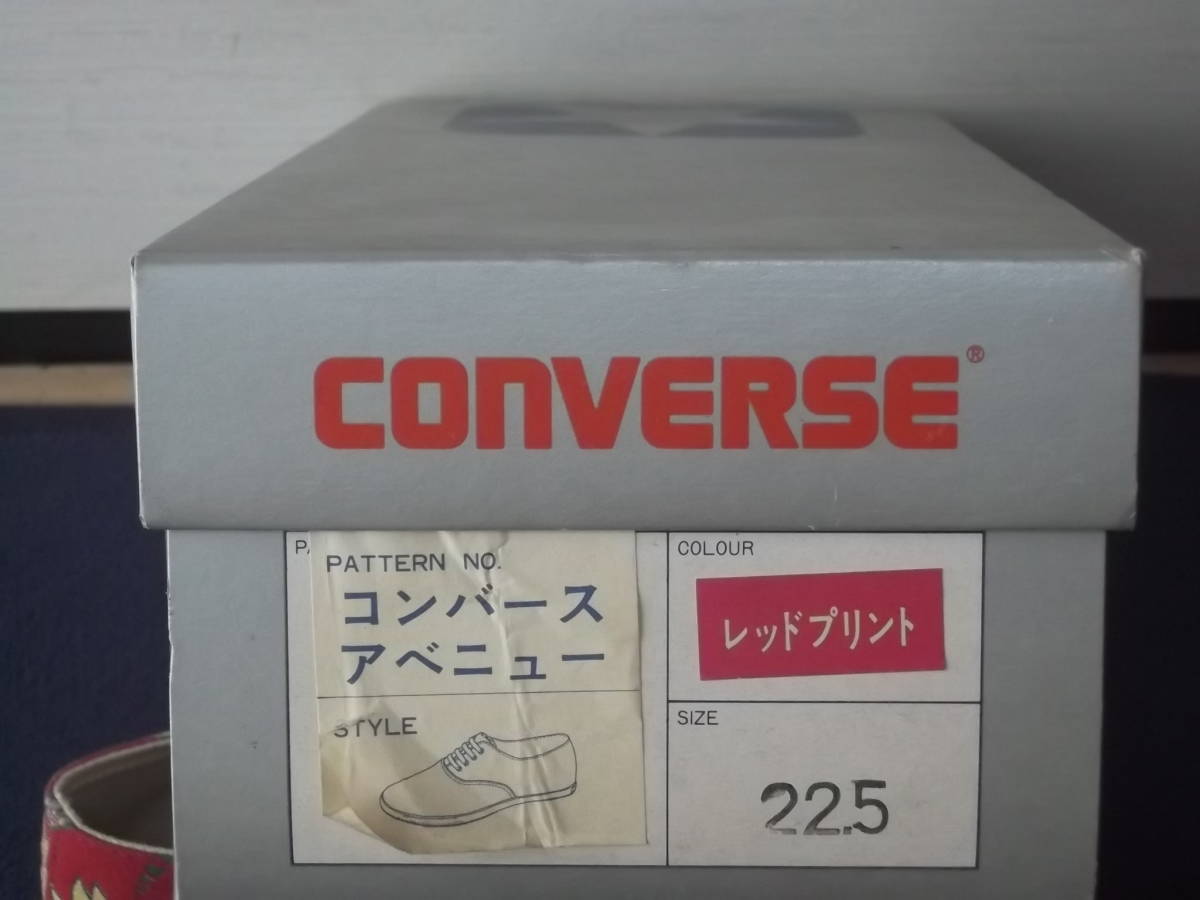 CONVERSE®
PATTERN NO.
コンバース
アベニュー
STYLE
COLOUR
レッドプリント
SIZE
22.5